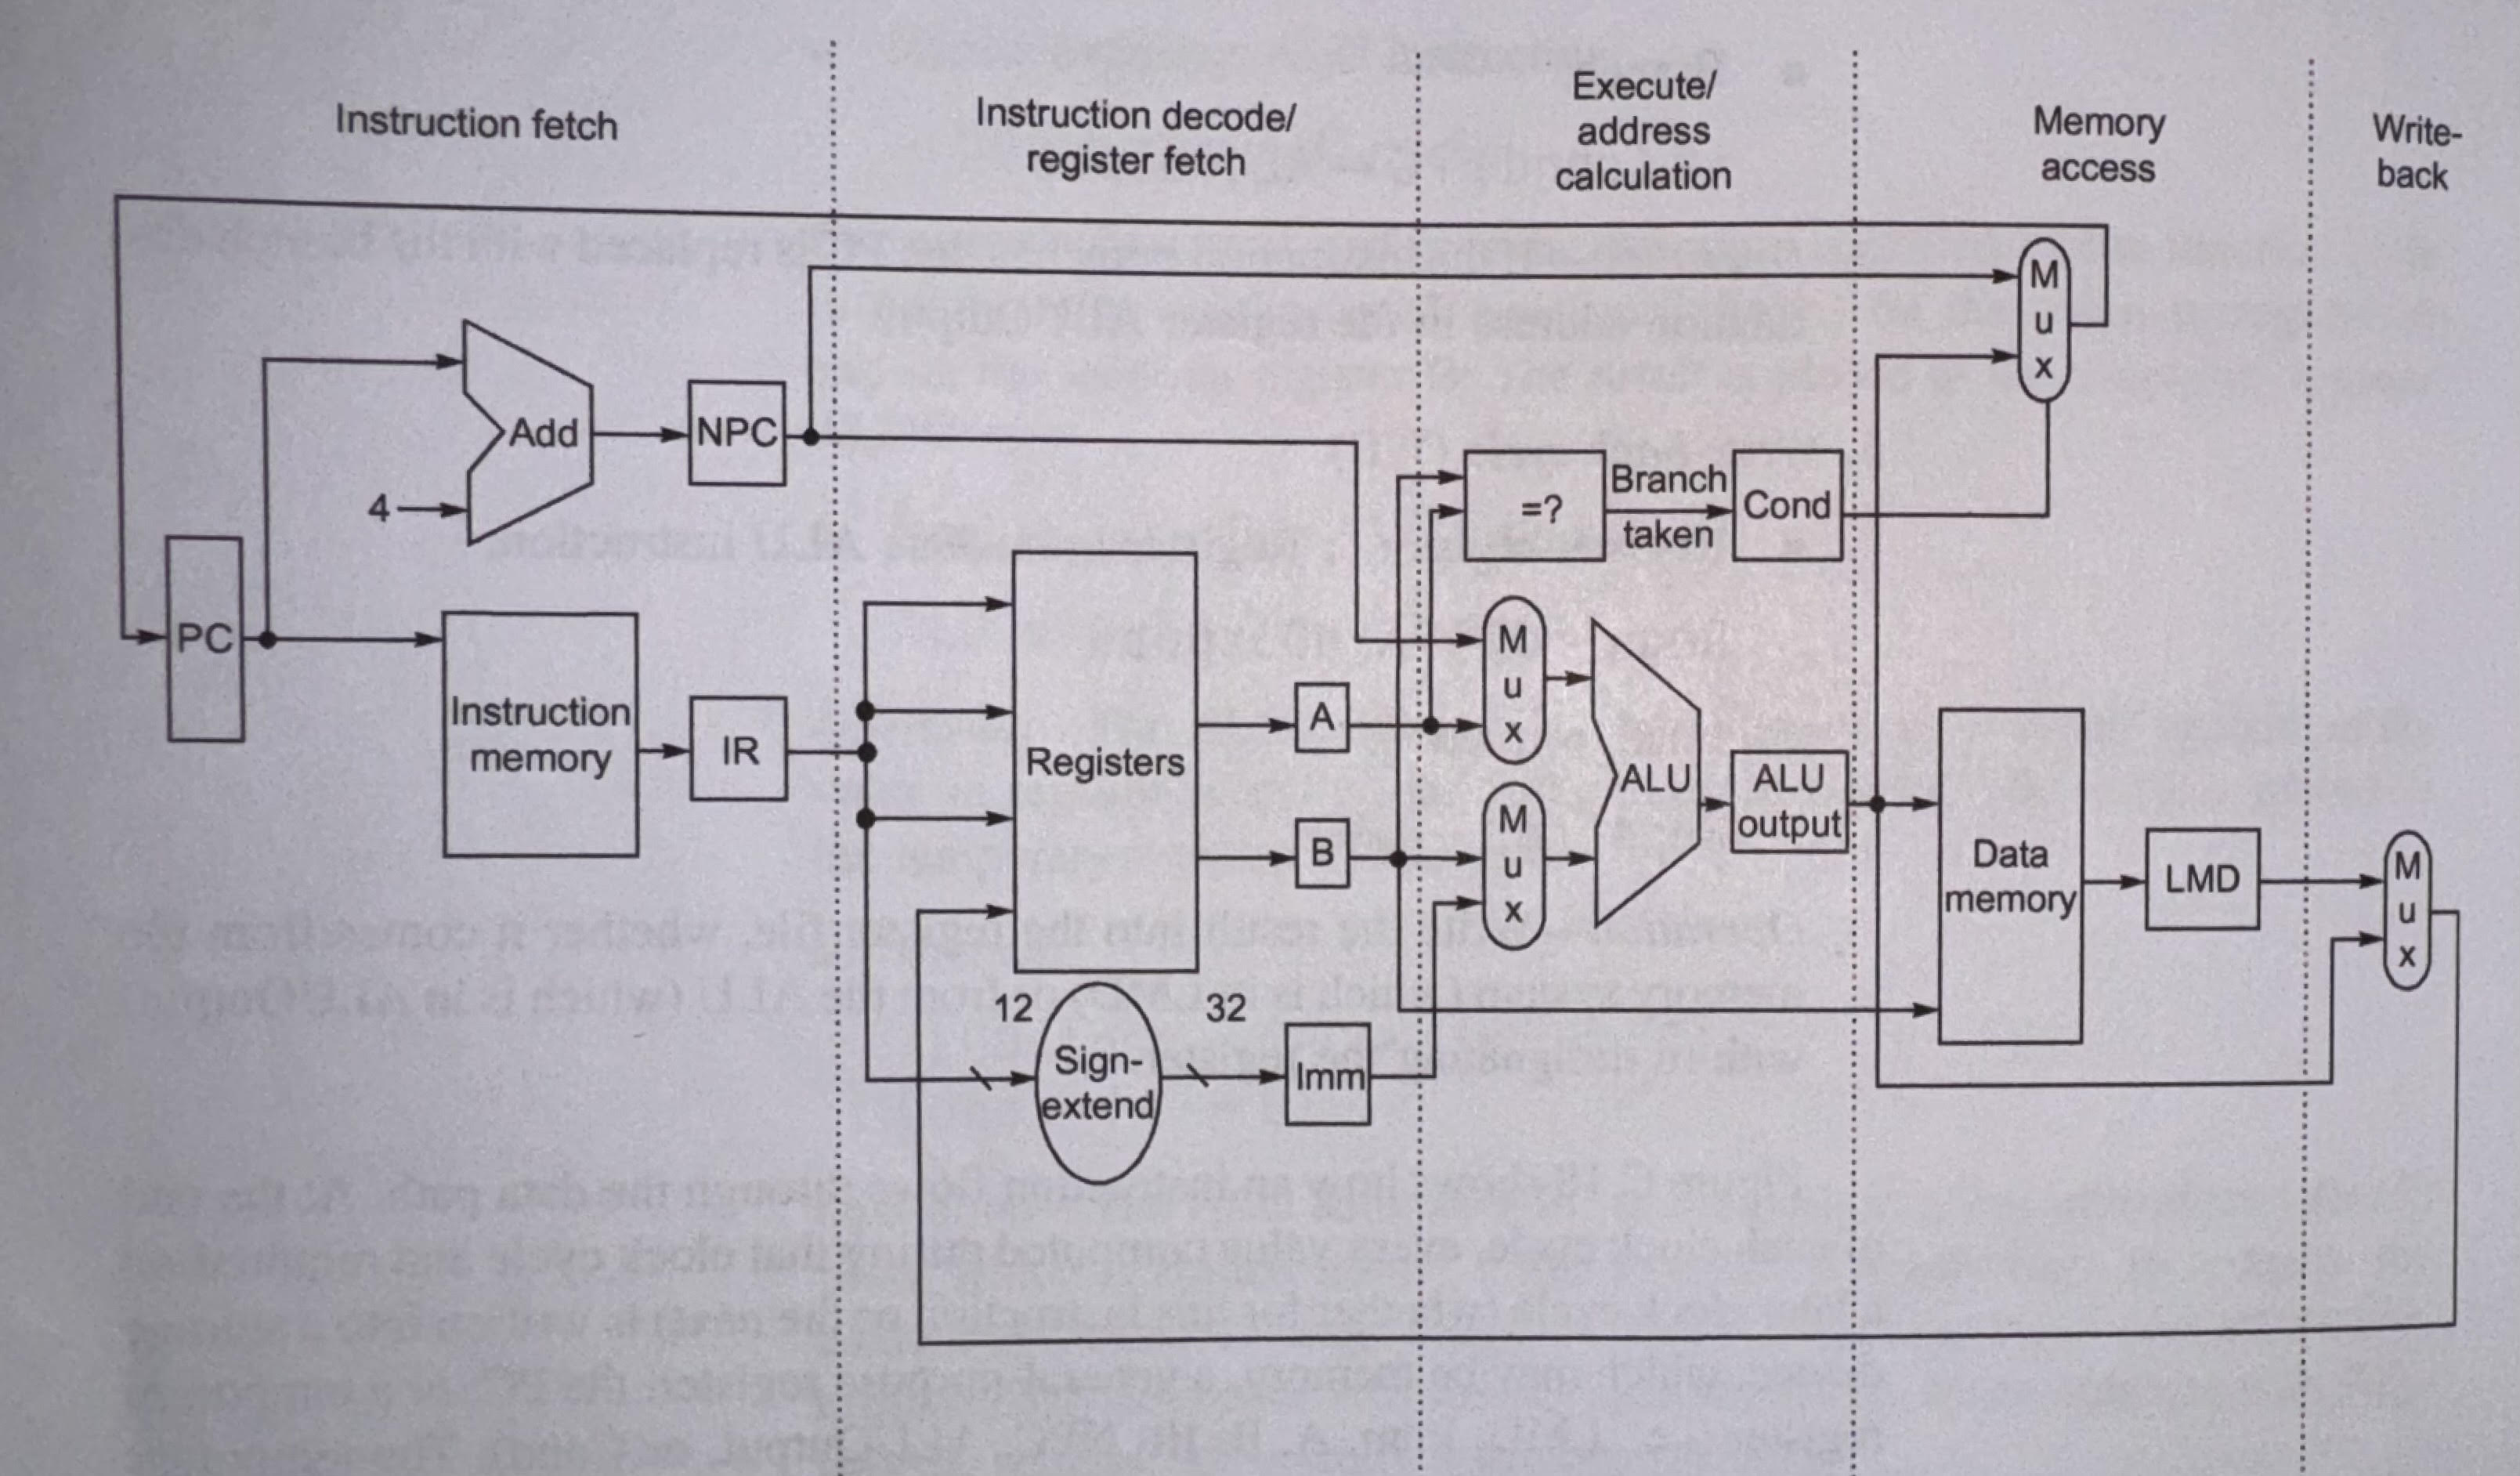 Instruction fetch
Instruction decode/
register fetch
Execute/
address
calculation
Memory
access
Write-
back
M
u
x
Add
NPC
4
=?
Branch
taken
Cond
PC
Instruction
memory
IR
Registers
A
B
M
u
x
M
u
x
ALU
ALU
output
Data
memory
LMD
M
u
x
12
32
Sign-
extend
Imm